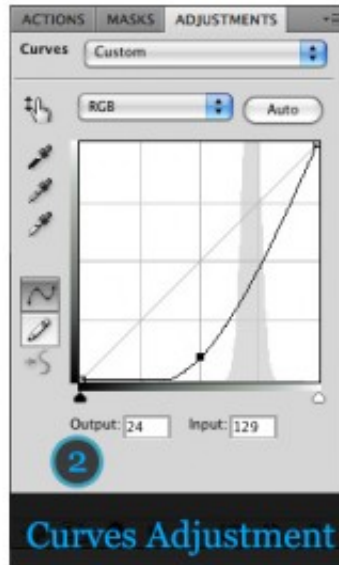 ACTIONS MASKS ADJUSTMENTS
Curves Custom
RGB Auto
Output: 24 Input: 129
2
Curves Adjustment